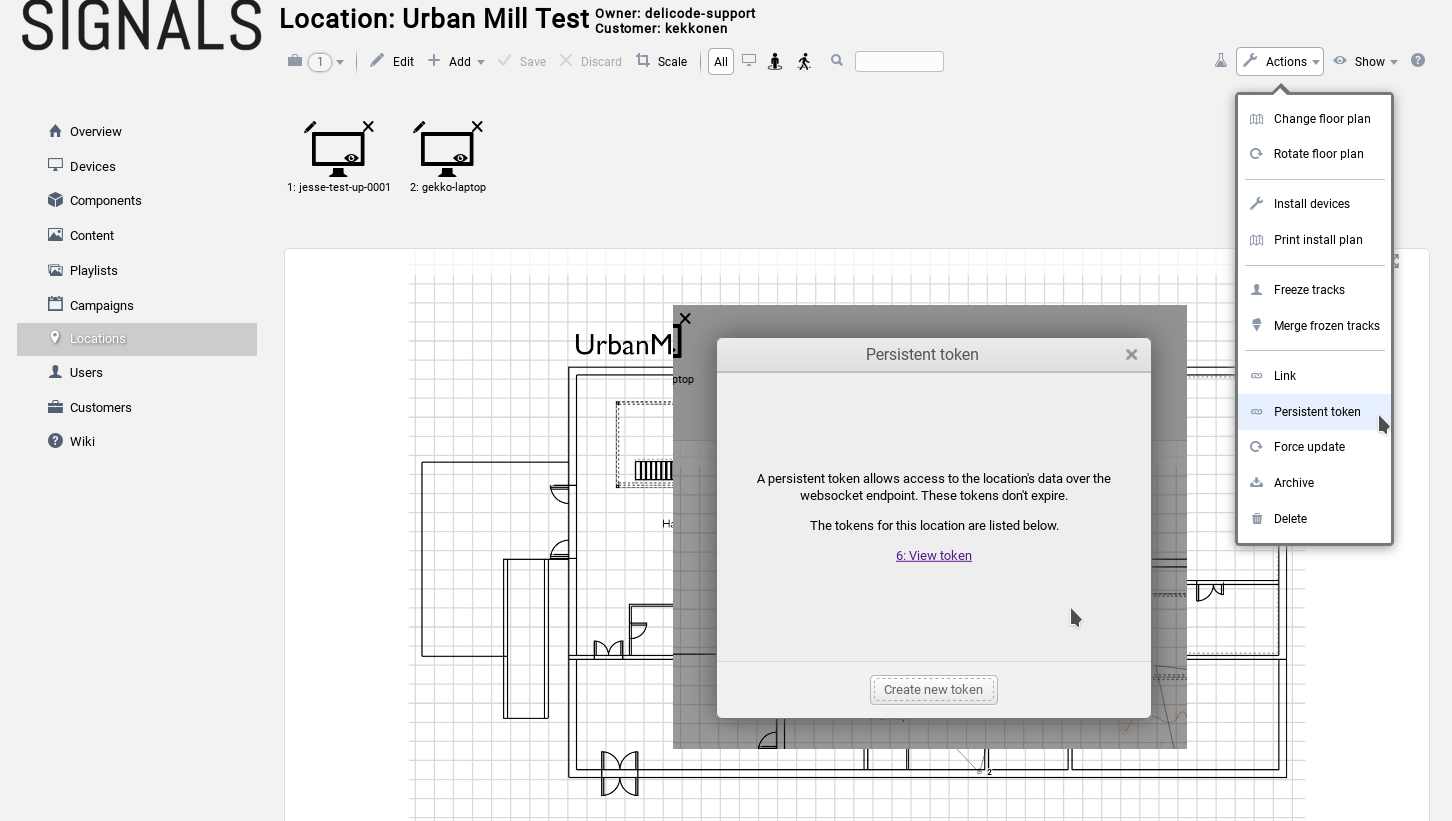 SIGNALS
Location: Urban Mill Test
Owner: delicode-support
Customer: kekkonen
1
Edit
Add
Save
Discard
Scale
All
Actions
Show
Overview
Devices
Components
Content
Playlists
Campaigns
Locations
Users
Customers
Wiki
1: jesse-test-up-0001
2: gekko-laptop
Change floor plan
Rotate floor plan
Install devices
Print install plan
Freeze tracks
Merge frozen tracks
Link
Persistent token
Force update
Archive
Delete
UrbanM
ptop
Ha
Persistent token
A persistent token allows access to the location's data over the
websocket endpoint. These tokens don't expire.
The tokens for this location are listed below.
6: View token
Create new token
2